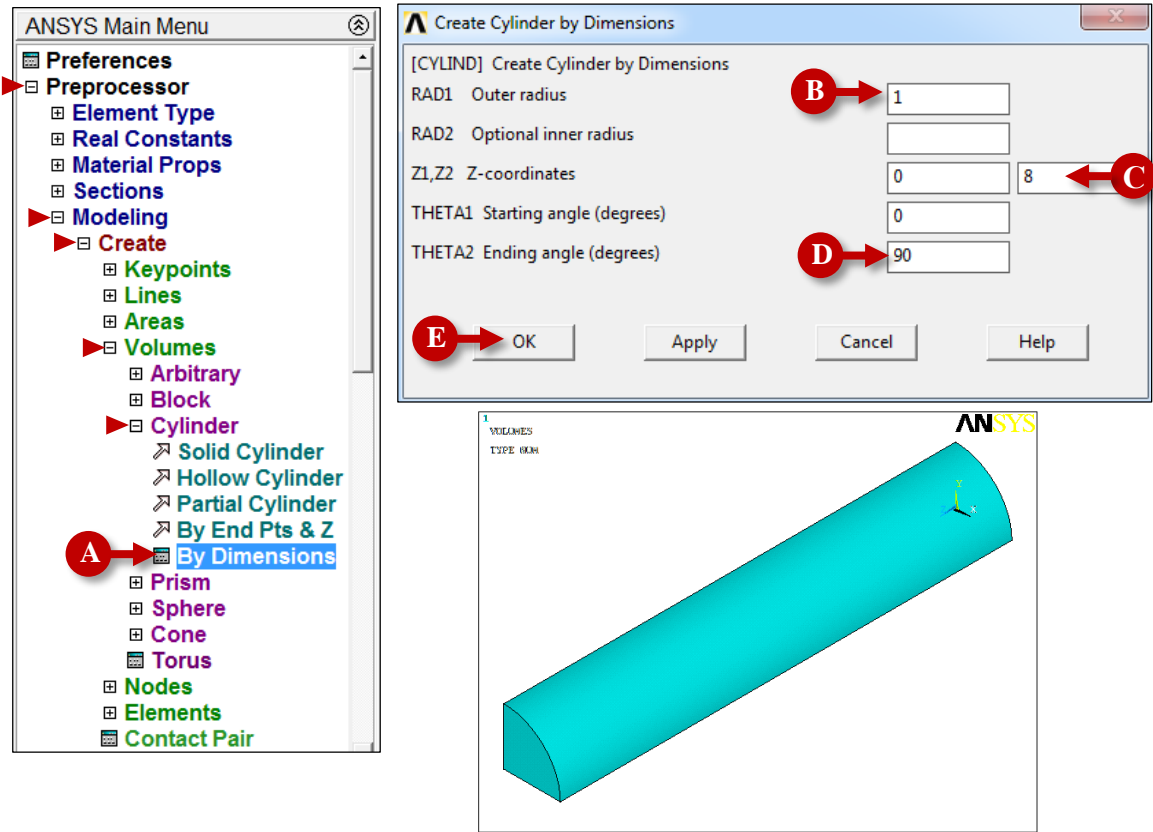 ANSYS Main Menu
Preferences
Preprocessor
Element Type
Real Constants
Material Props
Sections
Modeling
Create
Keypoints
Lines
Areas
Volumes
Arbitrary
Block
Cylinder
Solid Cylinder
Hollow Cylinder
Partial Cylinder
By End Pts & Z
A By Dimensions
Prism
Sphere
Cone
Torus
Nodes
Elements
Contact Pair
Create Cylinder by Dimensions
[CYLIND] Create Cylinder by Dimensions
RAD1 Outer radius B 1
RAD2 Optional inner radius
Z1,Z2 Z-coordinates 0 8 C
THETA1 Starting angle (degrees) 0
THETA2 Ending angle (degrees) D 90
E OK Apply Cancel Help
1
VOLUMES
TYPE NUM
ANSYS
Y
Z X